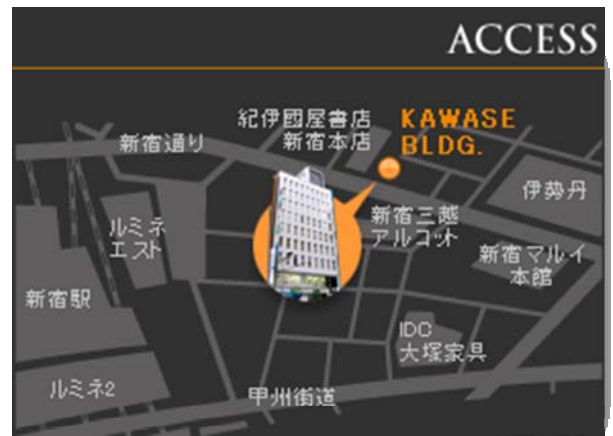 ACCESS
紀伊國屋書店
新宿本店
KAWASE
BLDG.
新宿通り
伊勢丹
ルミネ
エスト
新宿三越
アルコット
新宿マルイ
本館
新宿駅
IDC
大塚家具
ルミネ2
甲州街道